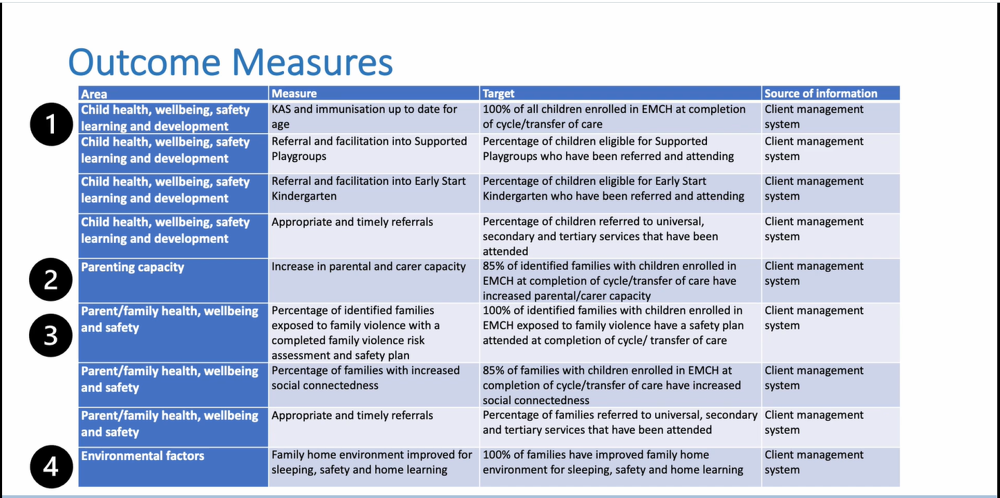 Outcome Measures
Area Measure Target Source of information
1
Child health, wellbeing, safety
learning and development
KAS and immunisation up to date for
age
100% of all children enrolled in EMCH at completion
of cycle/transfer of care
Client management
system
Child health, wellbeing, safety
learning and development
Referral and facilitation into Supported
Playgroups
Percentage of children eligible for Supported
Playgroups who have been referred and attending
Client management
system
Child health, wellbeing, safety
learning and development
Referral and facilitation into Early Start
Kindergarten
Percentage of children eligible for Early Start
Kindergarten who have been referred and attending
Client management
system
Child health, wellbeing, safety
learning and development
Appropriate and timely referrals
Percentage of children referred to universal,
secondary and tertiary services that have been
attended
Client management
system
2
Parenting capacity
Increase in parental and carer capacity
85% of identified families with children enrolled in
EMCH at completion of cycle/transfer of care have
increased parental/carer capacity
Client management
system
3
Parent/family health, wellbeing
and safety
Percentage of identified families
exposed to family violence with a
completed family violence risk
assessment and safety plan
100% of identified families with children enrolled in
EMCH exposed to family violence have a safety plan
attended at completion of cycle/ transfer of care
Client management
system
Parent/family health, wellbeing
and safety
Percentage of families with increased
social connectedness
85% of families with children enrolled in EMCH at
completion of cycle/transfer of care have increased
social connectedness
Client management
system
Parent/family health, wellbeing
and safety
Appropriate and timely referrals
Percentage of families referred to universal, secondary
and tertiary services that have been attended
Client management
system
4
Environmental factors
Family home environment improved for
sleeping, safety and home learning
100% of families have improved family home
environment for sleeping, safety and home learning
Client management
system